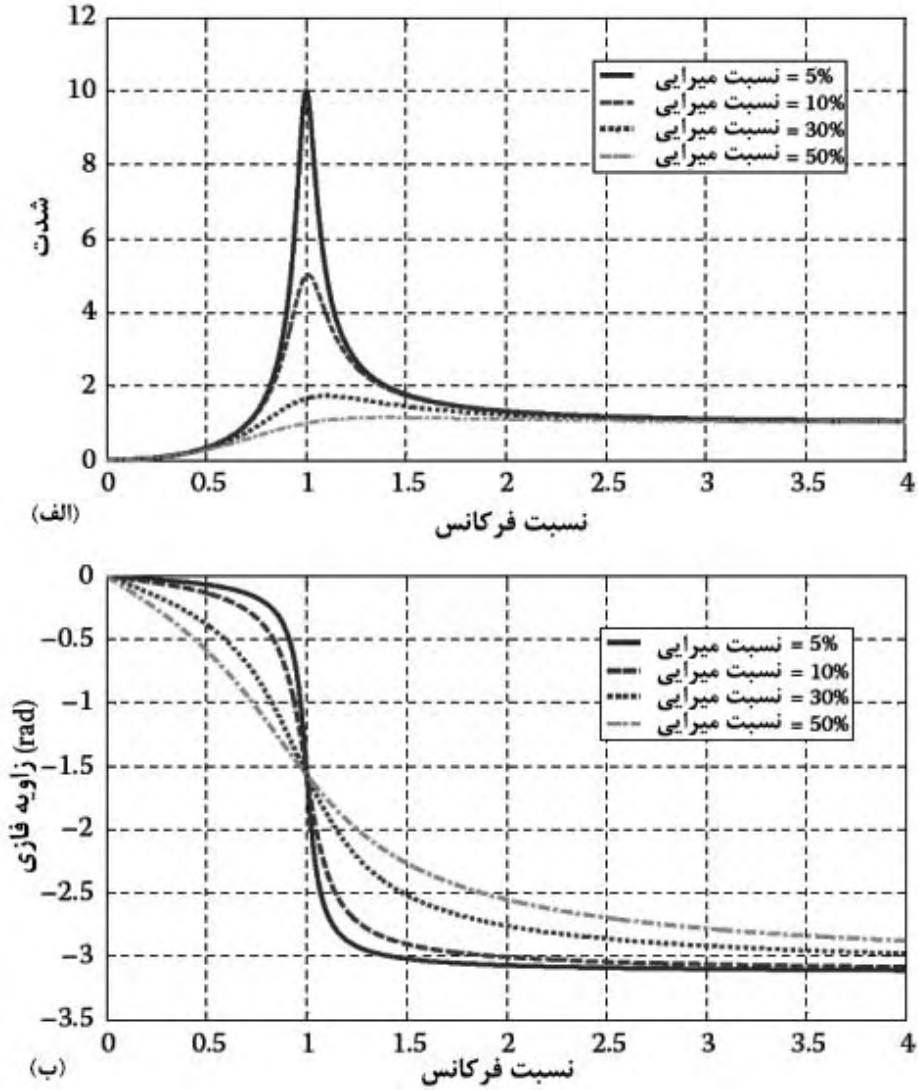 12
10
8
6
4
2
0
شدت
نسبت میرایی = 5%
نسبت میرایی = 10%
نسبت میرایی = 30%
نسبت میرایی = 50%
0 0.5 1 1.5 2 2.5 3 3.5 4
نسبت فرکانس
(الف)
0
−0.5
−1
−1.5
−2
−2.5
−3
−3.5
زاویه فازی (rad)
نسبت میرایی = 5%
نسبت میرایی = 10%
نسبت میرایی = 30%
نسبت میرایی = 50%
0 0.5 1 1.5 2 2.5 3 3.5 4
نسبت فرکانس
(ب)